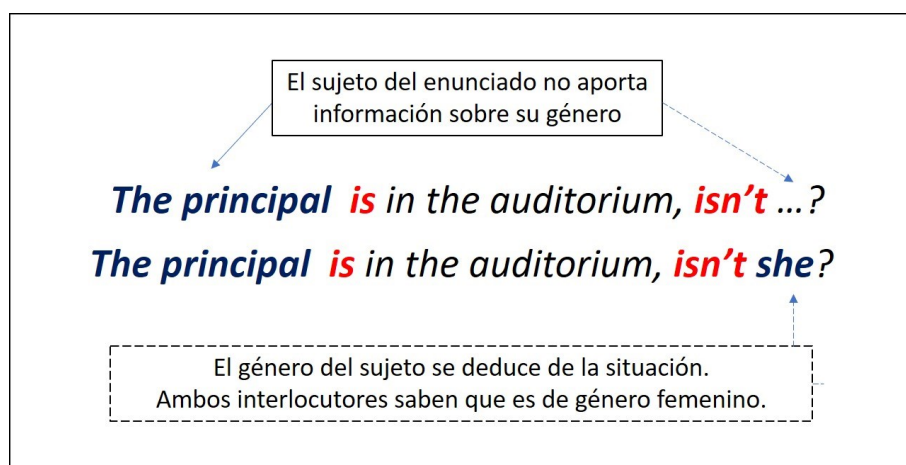 El sujeto del enunciado no aporta
información sobre su género
The principal is in the auditorium, isn't ...?
The principal is in the auditorium, isn't she?
El género del sujeto se deduce de la situación.
Ambos interlocutores saben que es de género femenino.